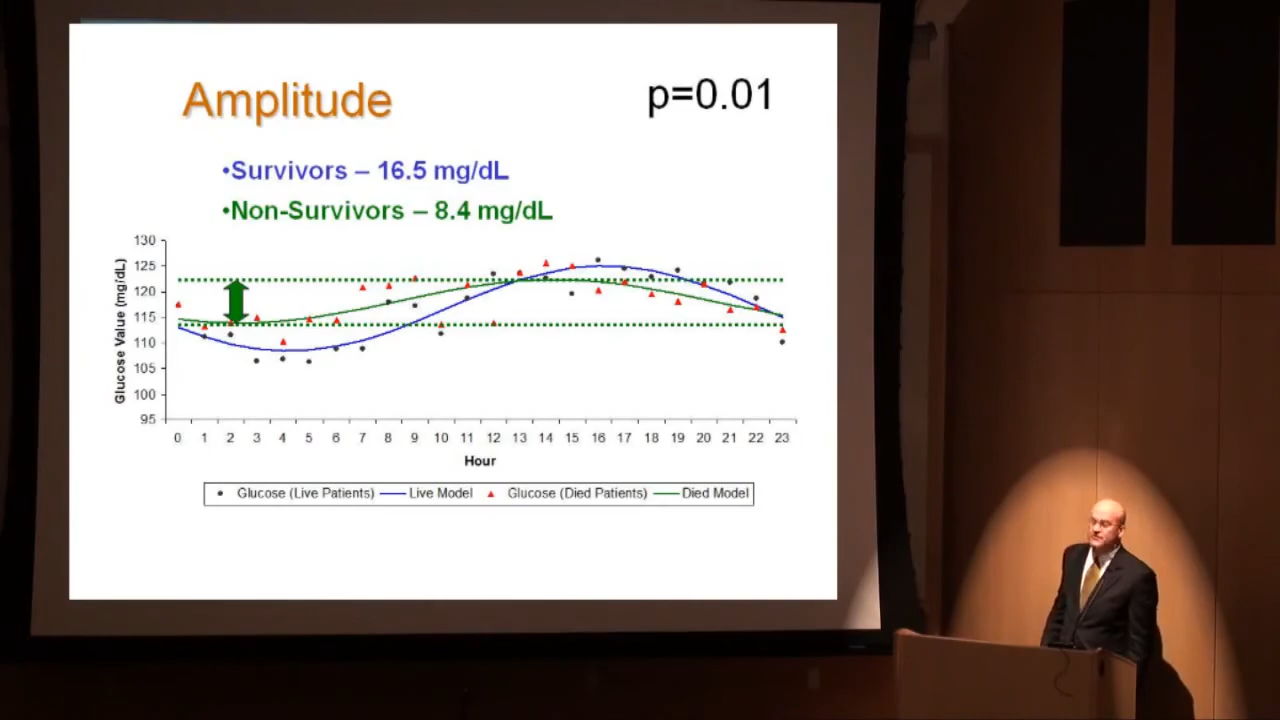 Amplitude
p=0.01
•Survivors – 16.5 mg/dL
•Non-Survivors – 8.4 mg/dL
Glucose Value (mg/dL)
130
125
120
115
110
105
100
95
0 1 2 3 4 5 6 7 8 9 10 11 12 13 14 15 16 17 18 19 20 21 22 23
Hour
Glucose (Live Patients) Live Model Glucose (Died Patients) Died Model